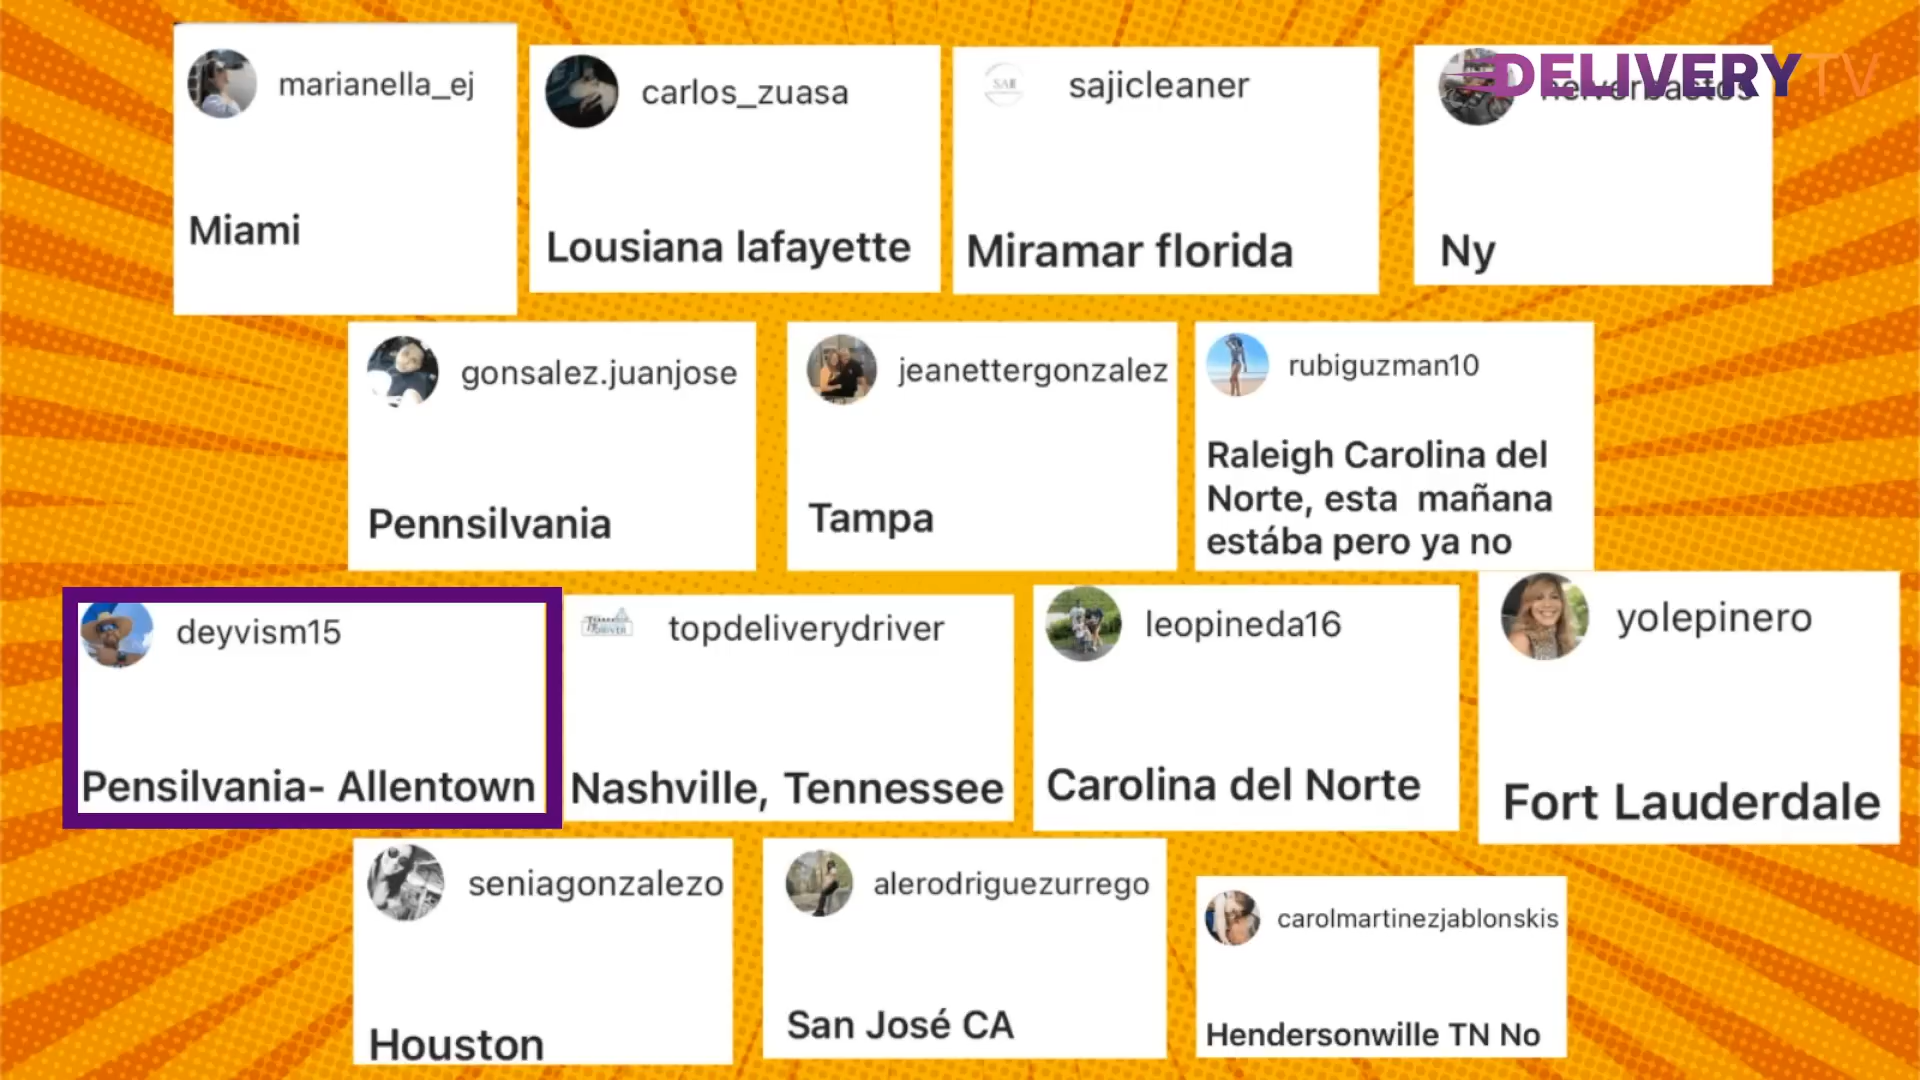 marianella_ej
Miami
carlos_zuasa
Lousiana lafayette
SAJI
sajicleaner
Miramar florida
DELIVERYTV
Ny
gonsalez.juanjose
Pennsilvania
jeanettergonzalez
Tampa
rubiguzman10
Raleigh Carolina del
Norte, esta mañana
estába pero ya no
deyvism15
Pensilvania- Allentown
topdeliverydriver
Nashville, Tennessee
leopineda16
Carolina del Norte
yolepinero
Fort Lauderdale
seniagonzalezo
Houston
alerodriguezurrego
San José CA
carolmartinezjablonskis
Hendersonwille TN No